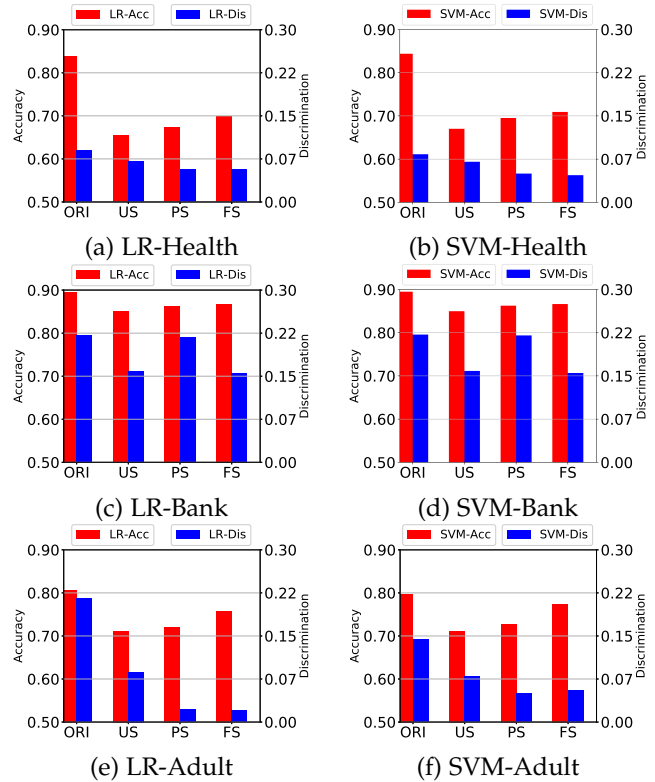 LR-Acc LR-Dis
SVM-Acc SVM-Dis
0.90 0.30
0.80 0.22
0.70 0.15
0.60 0.07
0.50 0.00
Accuracy Discrimination
ORI US PS FS
0.90 0.30
0.80 0.22
0.70 0.15
0.60 0.07
0.50 0.00
Accuracy Discrimination
ORI US PS FS
(a) LR-Health (b) SVM-Health
LR-Acc LR-Dis
SVM-Acc SVM-Dis
0.90 0.30
0.80 0.22
0.70 0.15
0.60 0.07
0.50 0.00
Accuracy Discrimination
ORI US PS FS
0.90 0.30
0.80 0.22
0.70 0.15
0.60 0.07
0.50 0.00
Accuracy Discrimination
ORI US PS FS
(c) LR-Bank (d) SVM-Bank
LR-Acc LR-Dis
SVM-Acc SVM-Dis
0.90 0.30
0.80 0.22
0.70 0.15
0.60 0.07
0.50 0.00
Accuracy Discrimination
ORI US PS FS
0.90 0.30
0.80 0.22
0.70 0.15
0.60 0.07
0.50 0.00
Accuracy Discrimination
ORI US PS FS
(e) LR-Adult (f) SVM-Adult